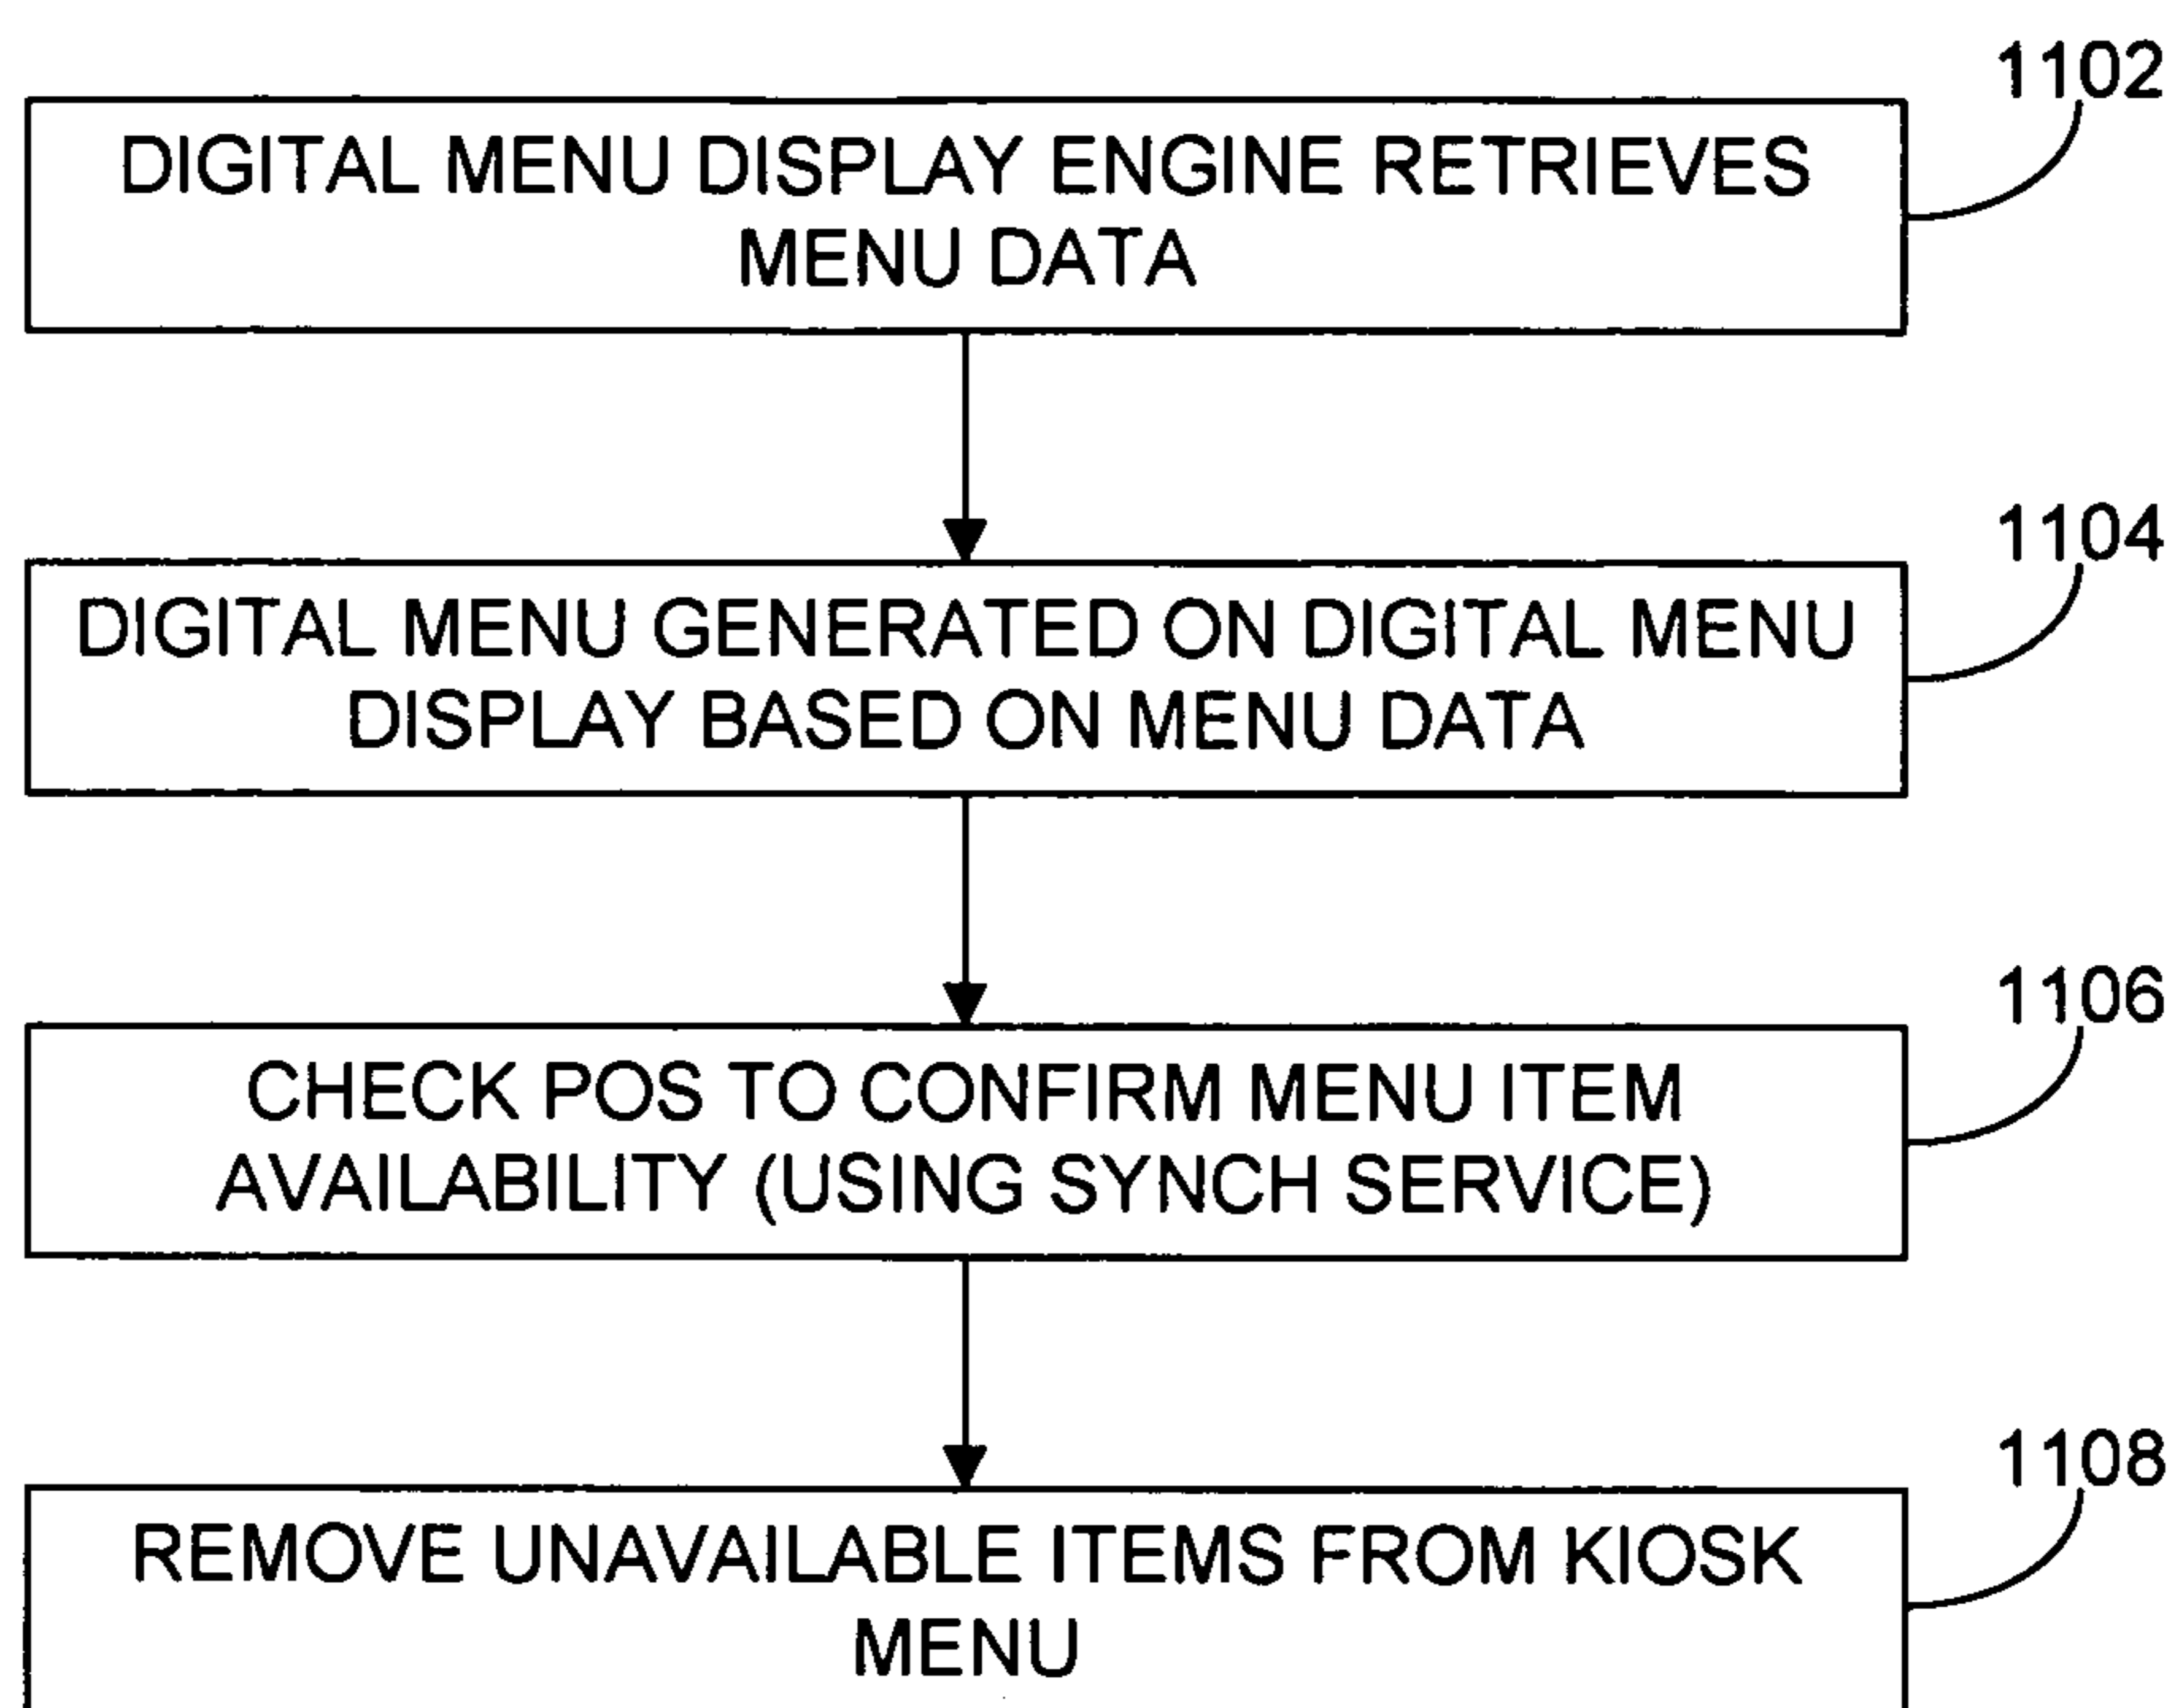 1102
DIGITAL MENU DISPLAY ENGINE RETRIEVES
MENU DATA
1104
DIGITAL MENU GENERATED ON DIGITAL MENU
DISPLAY BASED ON MENU DATA
1106
CHECK POS TO CONFIRM MENU ITEM
AVAILABILITY (USING SYNCH SERVICE)
1108
REMOVE UNAVAILABLE ITEMS FROM KIOSK
MENU